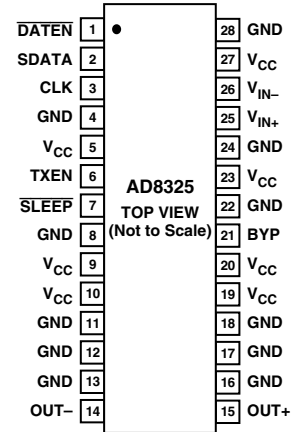 DATEN 1 28 GND
SDATA 2 27 VCC
CLK 3 26 VIN–
GND 4 25 VIN+
VCC 5 24 GND
TXEN 6 23 VCC
SLEEP 7 22 GND
GND 8 21 BYP
VCC 9 20 VCC
VCC 10 19 VCC
GND 11 18 GND
GND 12 17 GND
GND 13 16 GND
OUT– 14 15 OUT+
AD8325
TOP VIEW
(Not to Scale)